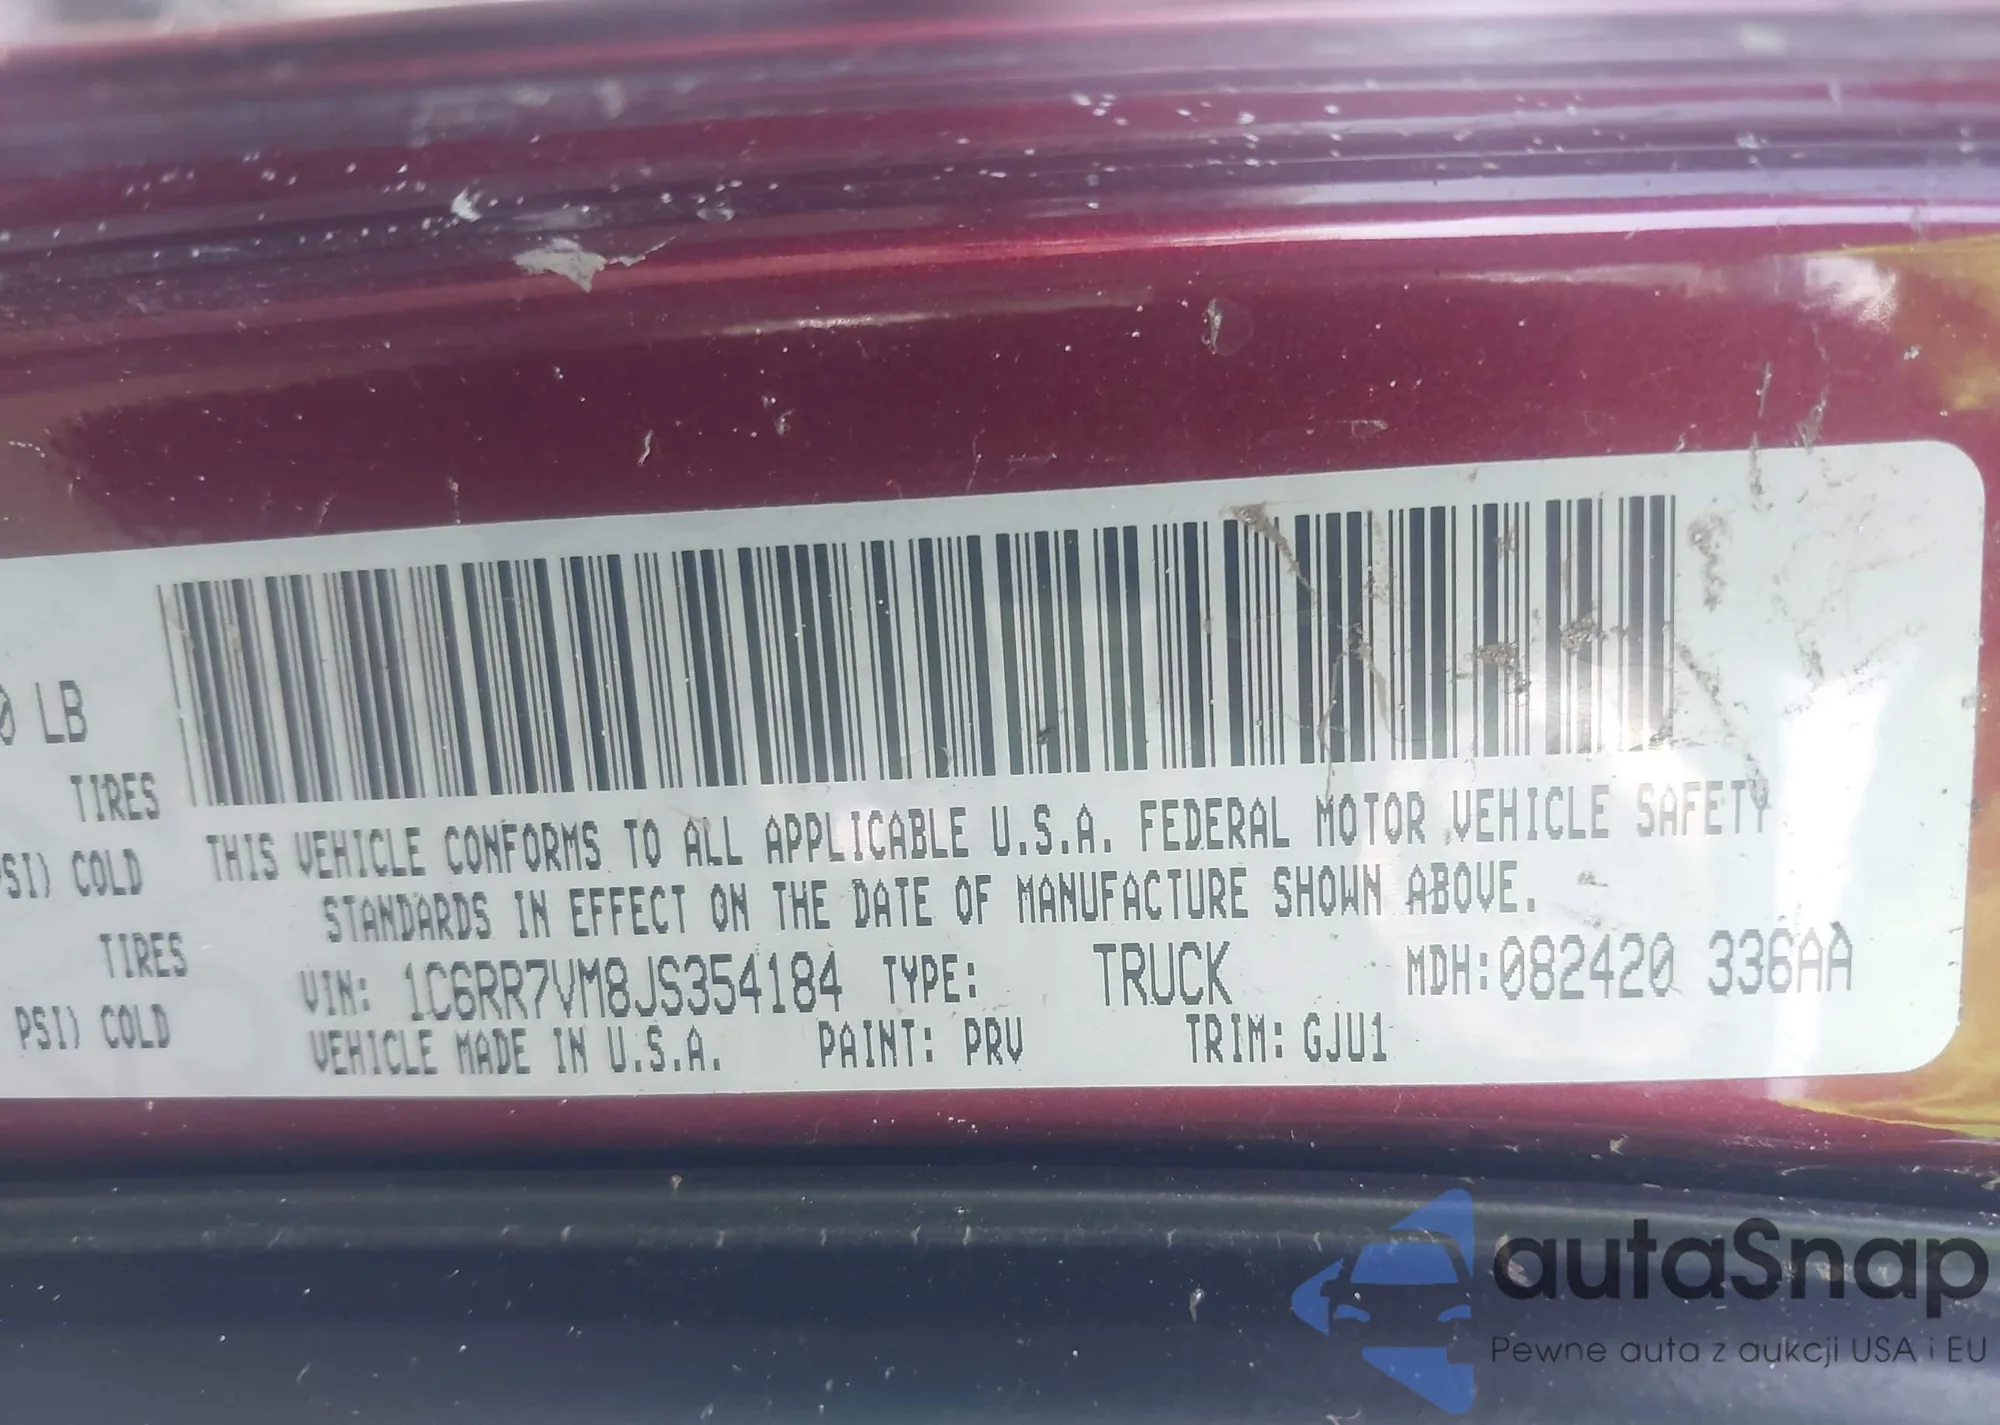 0 LB
TIRES
PSI) COLD
TIRES
PSI) COLD
THIS VEHICLE CONFORMS TO ALL APPLICABLE U.S.A. FEDERAL MOTOR VEHICLE SAFETY
STANDARDS IN EFFECT ON THE DATE OF MANUFACTURE SHOWN ABOVE.
VIN: 1C6RR7VM8JS354184 TYPE: TRUCK MDH:082420 336AA
VEHICLE MADE IN U.S.A. PAINT: PRV TRIM: GJU1
autaSnap
Pewne auta z aukcji USA i EU